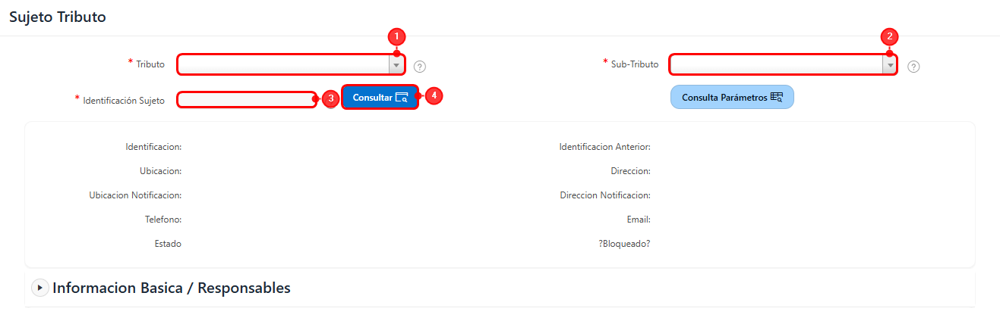 Sujeto Tributo
1
2
* Tributo
?
* Sub-Tributo
?
* Identificación Sujeto
3
Consultar
4
Consulta Parámetros
Identificacion:
Identificacion Anterior:
Ubicacion:
Direccion:
Ubicacion Notificacion:
Direccion Notificacion:
Telefono:
Email:
Estado
?Bloqueado?
Informacion Basica / Responsables